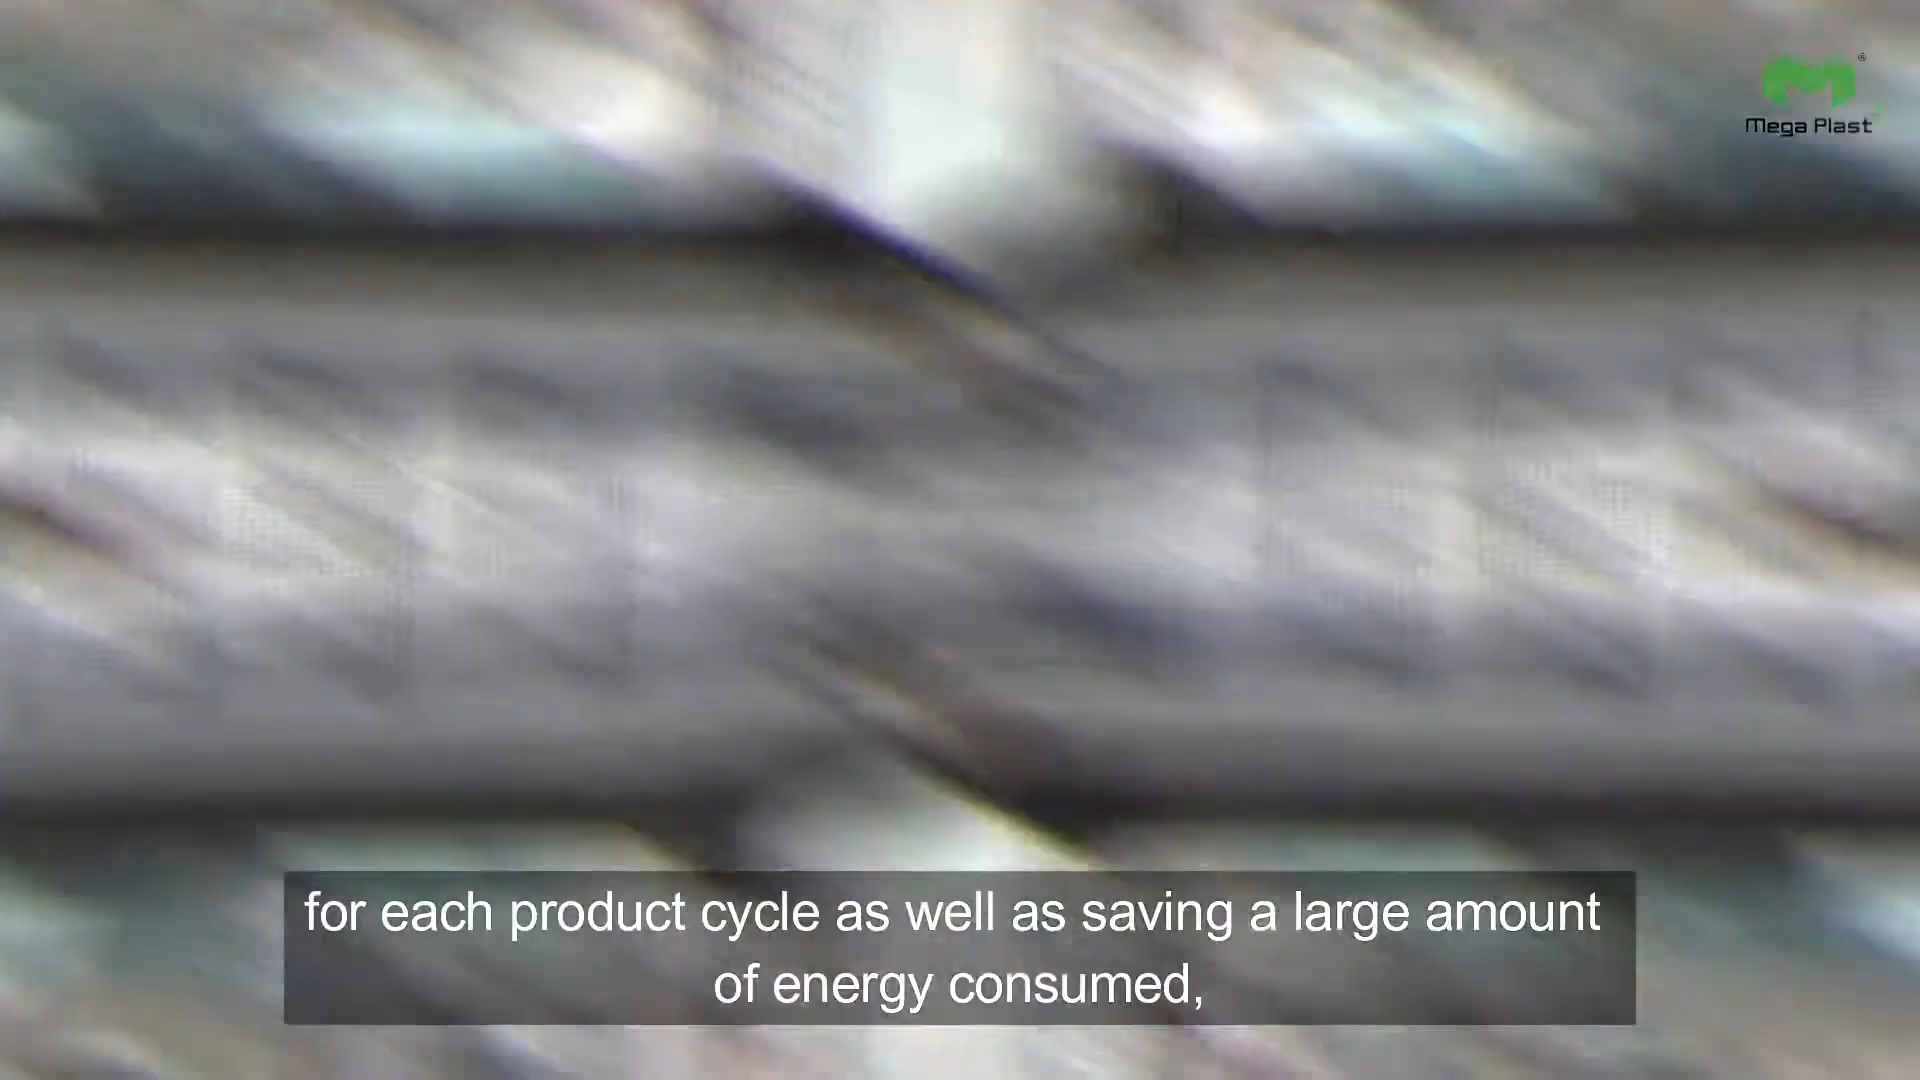 ®
Mega Plast
for each product cycle as well as saving a large amount
of energy consumed,